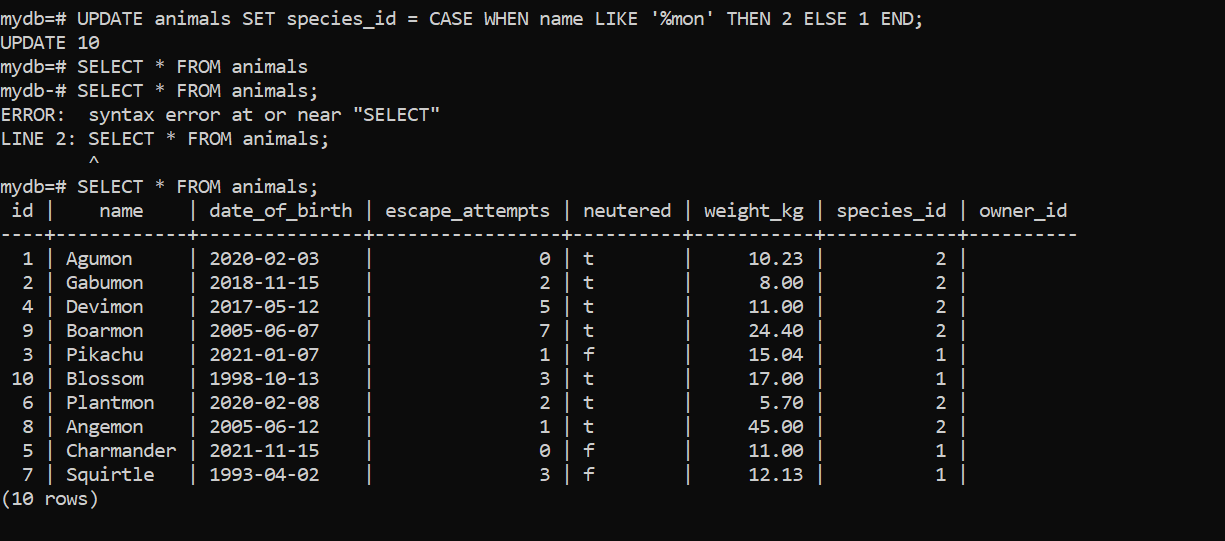 mydb=# UPDATE animals SET species_id = CASE WHEN name LIKE '%mon' THEN 2 ELSE 1 END;
UPDATE 10
mydb=# SELECT * FROM animals
mydb-# SELECT * FROM animals;
ERROR:  syntax error at or near "SELECT"
LINE 2: SELECT * FROM animals;
        ^
mydb=# SELECT * FROM animals;
 id |    name    | date_of_birth | escape_attempts | neutered | weight_kg | species_id | owner_id
----+------------+---------------+-----------------+----------+-----------+------------+----------
  1 | Agumon     | 2020-02-03    |               0 | t        |     10.23 |          2 |
  2 | Gabumon    | 2018-11-15    |               2 | t        |      8.00 |          2 |
  4 | Devimon    | 2017-05-12    |               5 | t        |     11.00 |          2 |
  9 | Boarmon    | 2005-06-07    |               7 | t        |     24.40 |          2 |
  3 | Pikachu    | 2021-01-07    |               1 | f        |     15.04 |          1 |
 10 | Blossom    | 1998-10-13    |               3 | t        |     17.00 |          1 |
  6 | Plantmon   | 2020-02-08    |               2 | t        |      5.70 |          2 |
  8 | Angemon    | 2005-06-12    |               1 | t        |     45.00 |          2 |
  5 | Charmander | 2021-11-15    |               0 | f        |     11.00 |          1 |
  7 | Squirtle   | 1993-04-02    |               3 | f        |     12.13 |          1 |
(10 rows)